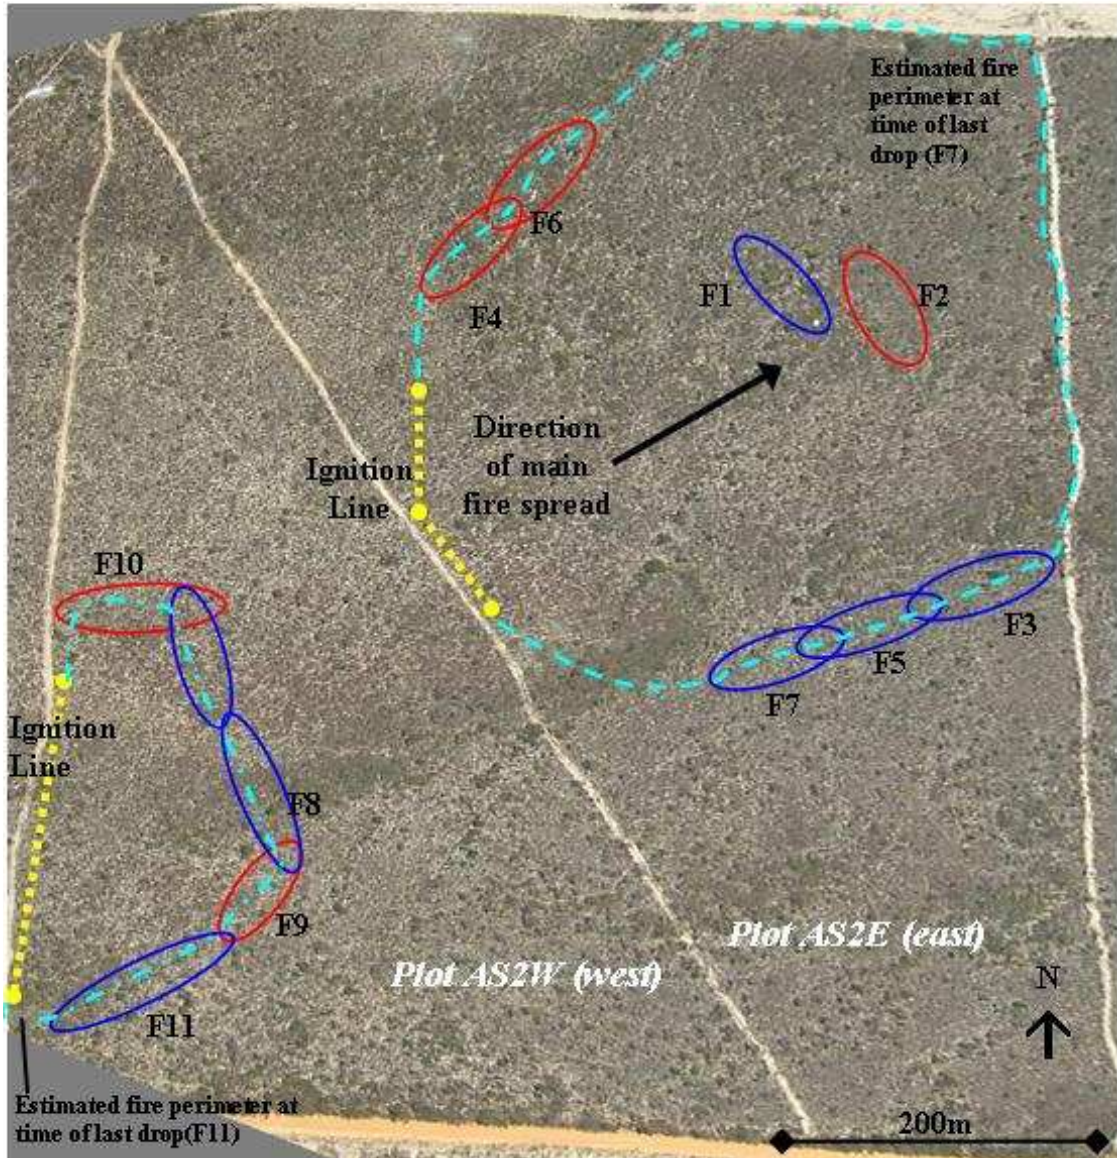 Estimated fire
perimeter at
time of last
drop (F7)
F6
F1
F2
F4
Direction
of main
fire spread
Ignition
Line
F10
F3
F5
F7
Ignition
Line
F8
F9
Plot AS2E (east)
Plot AS2W (west)
N
F11
Estimated fire perimeter at
time of last drop(F11)
200m